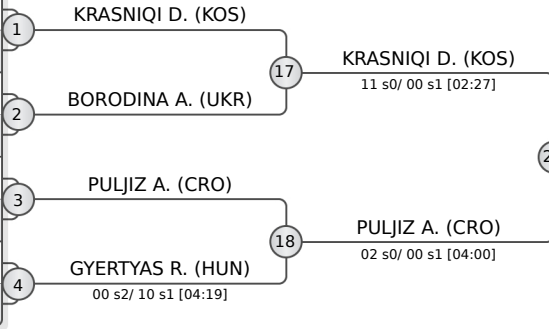 KRASNIQI D. (KOS)
1
17
KRASNIQI D. (KOS)
11 s0/ 00 s1 [02:27]
BORODINA A. (UKR)
2
PULJIZ A. (CRO)
3
18
PULJIZ A. (CRO)
02 s0/ 00 s1 [04:00]
GYERTYAS R. (HUN)
4
00 s2/ 10 s1 [04:19]